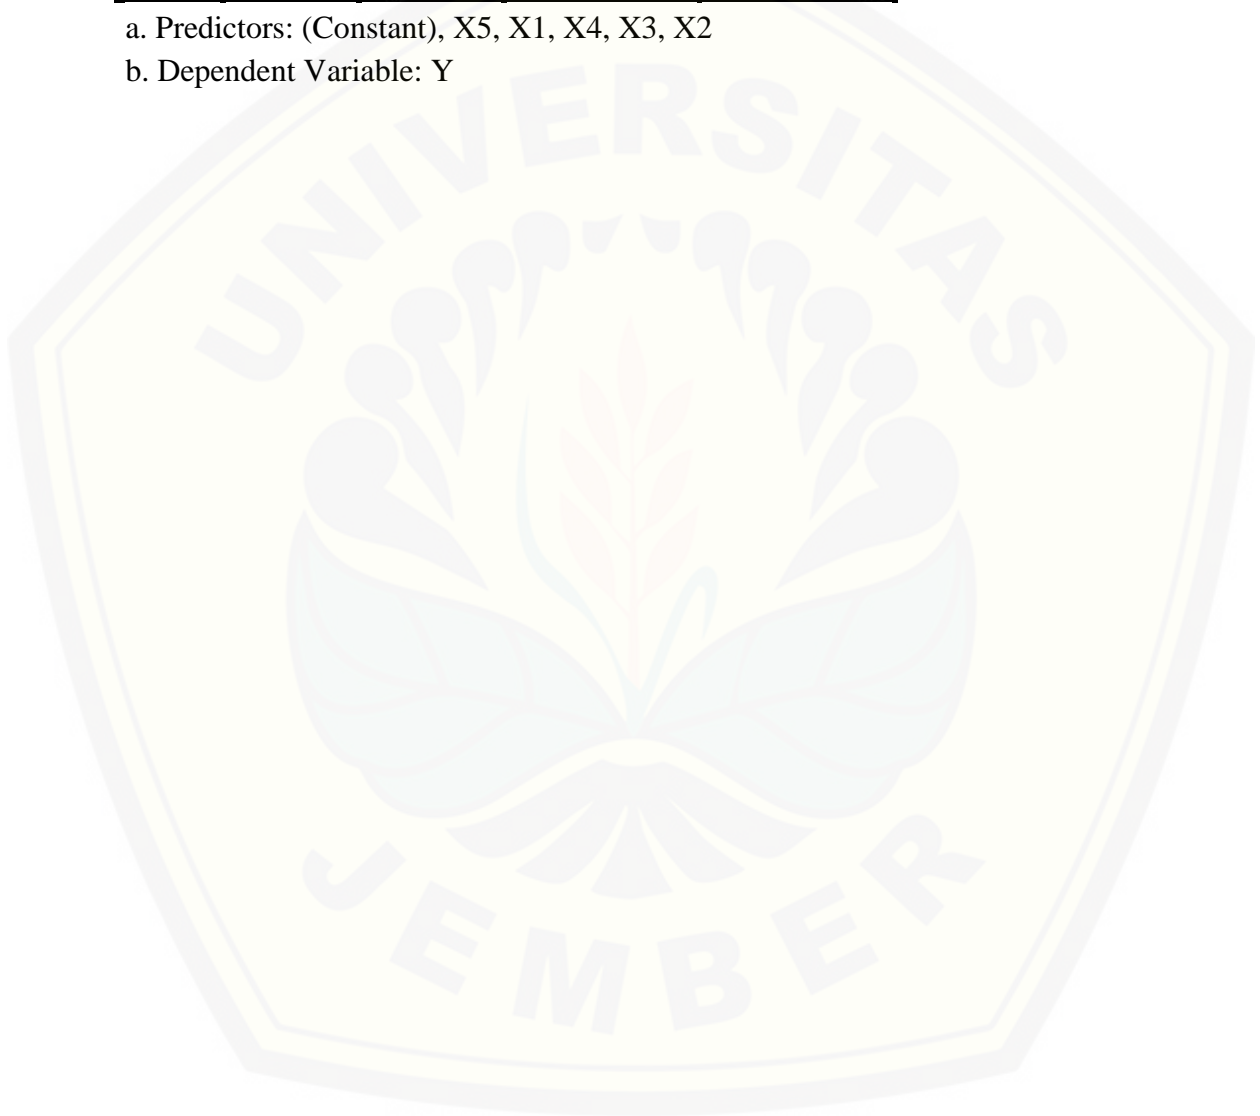 a. Predictors: (Constant), X5, X1, X4, X3, X2
b. Dependent Variable: Y
UNIVERSITAS
JEMBER